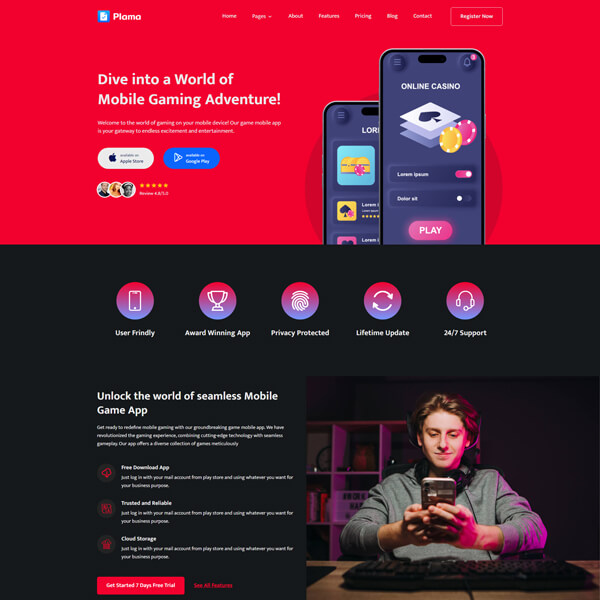 Plama
Home Pages About Features Pricing Blog Contact Register Now
Dive into a World of
Mobile Gaming Adventure!
Welcome to the world of gaming on your mobile device! Our game mobile app
is your gateway to endless excitement and entertainment.
available on
Apple Store
available on
Google Play
Review 4.8/5.0
ONLINE CASINO
Lorem ipsum
Dolor sit
PLAY
LOR
Lorem i
Lorem i
User Frindly
Award Winning App
Privacy Protected
Lifetime Update
24/7 Support
Unlock the world of seamless Mobile
Game App
Get ready to redefine mobile gaming with our groundbreaking game mobile app. We have
revolutionized the gaming experience, combining cutting-edge technology with seamless
gameplay. Our app offers a diverse collection of games meticulously
Free Download App
Just log in with your mail account from play store and using whatever you want for
your business purpose.
Trusted and Reliable
Just log in with your mail account from play store and using whatever you want for
your business purpose.
Cloud Storage
Just log in with your mail account from play store and using whatever you want for
your business purpose.
Get Started 7 Days Free Trial
See All Features